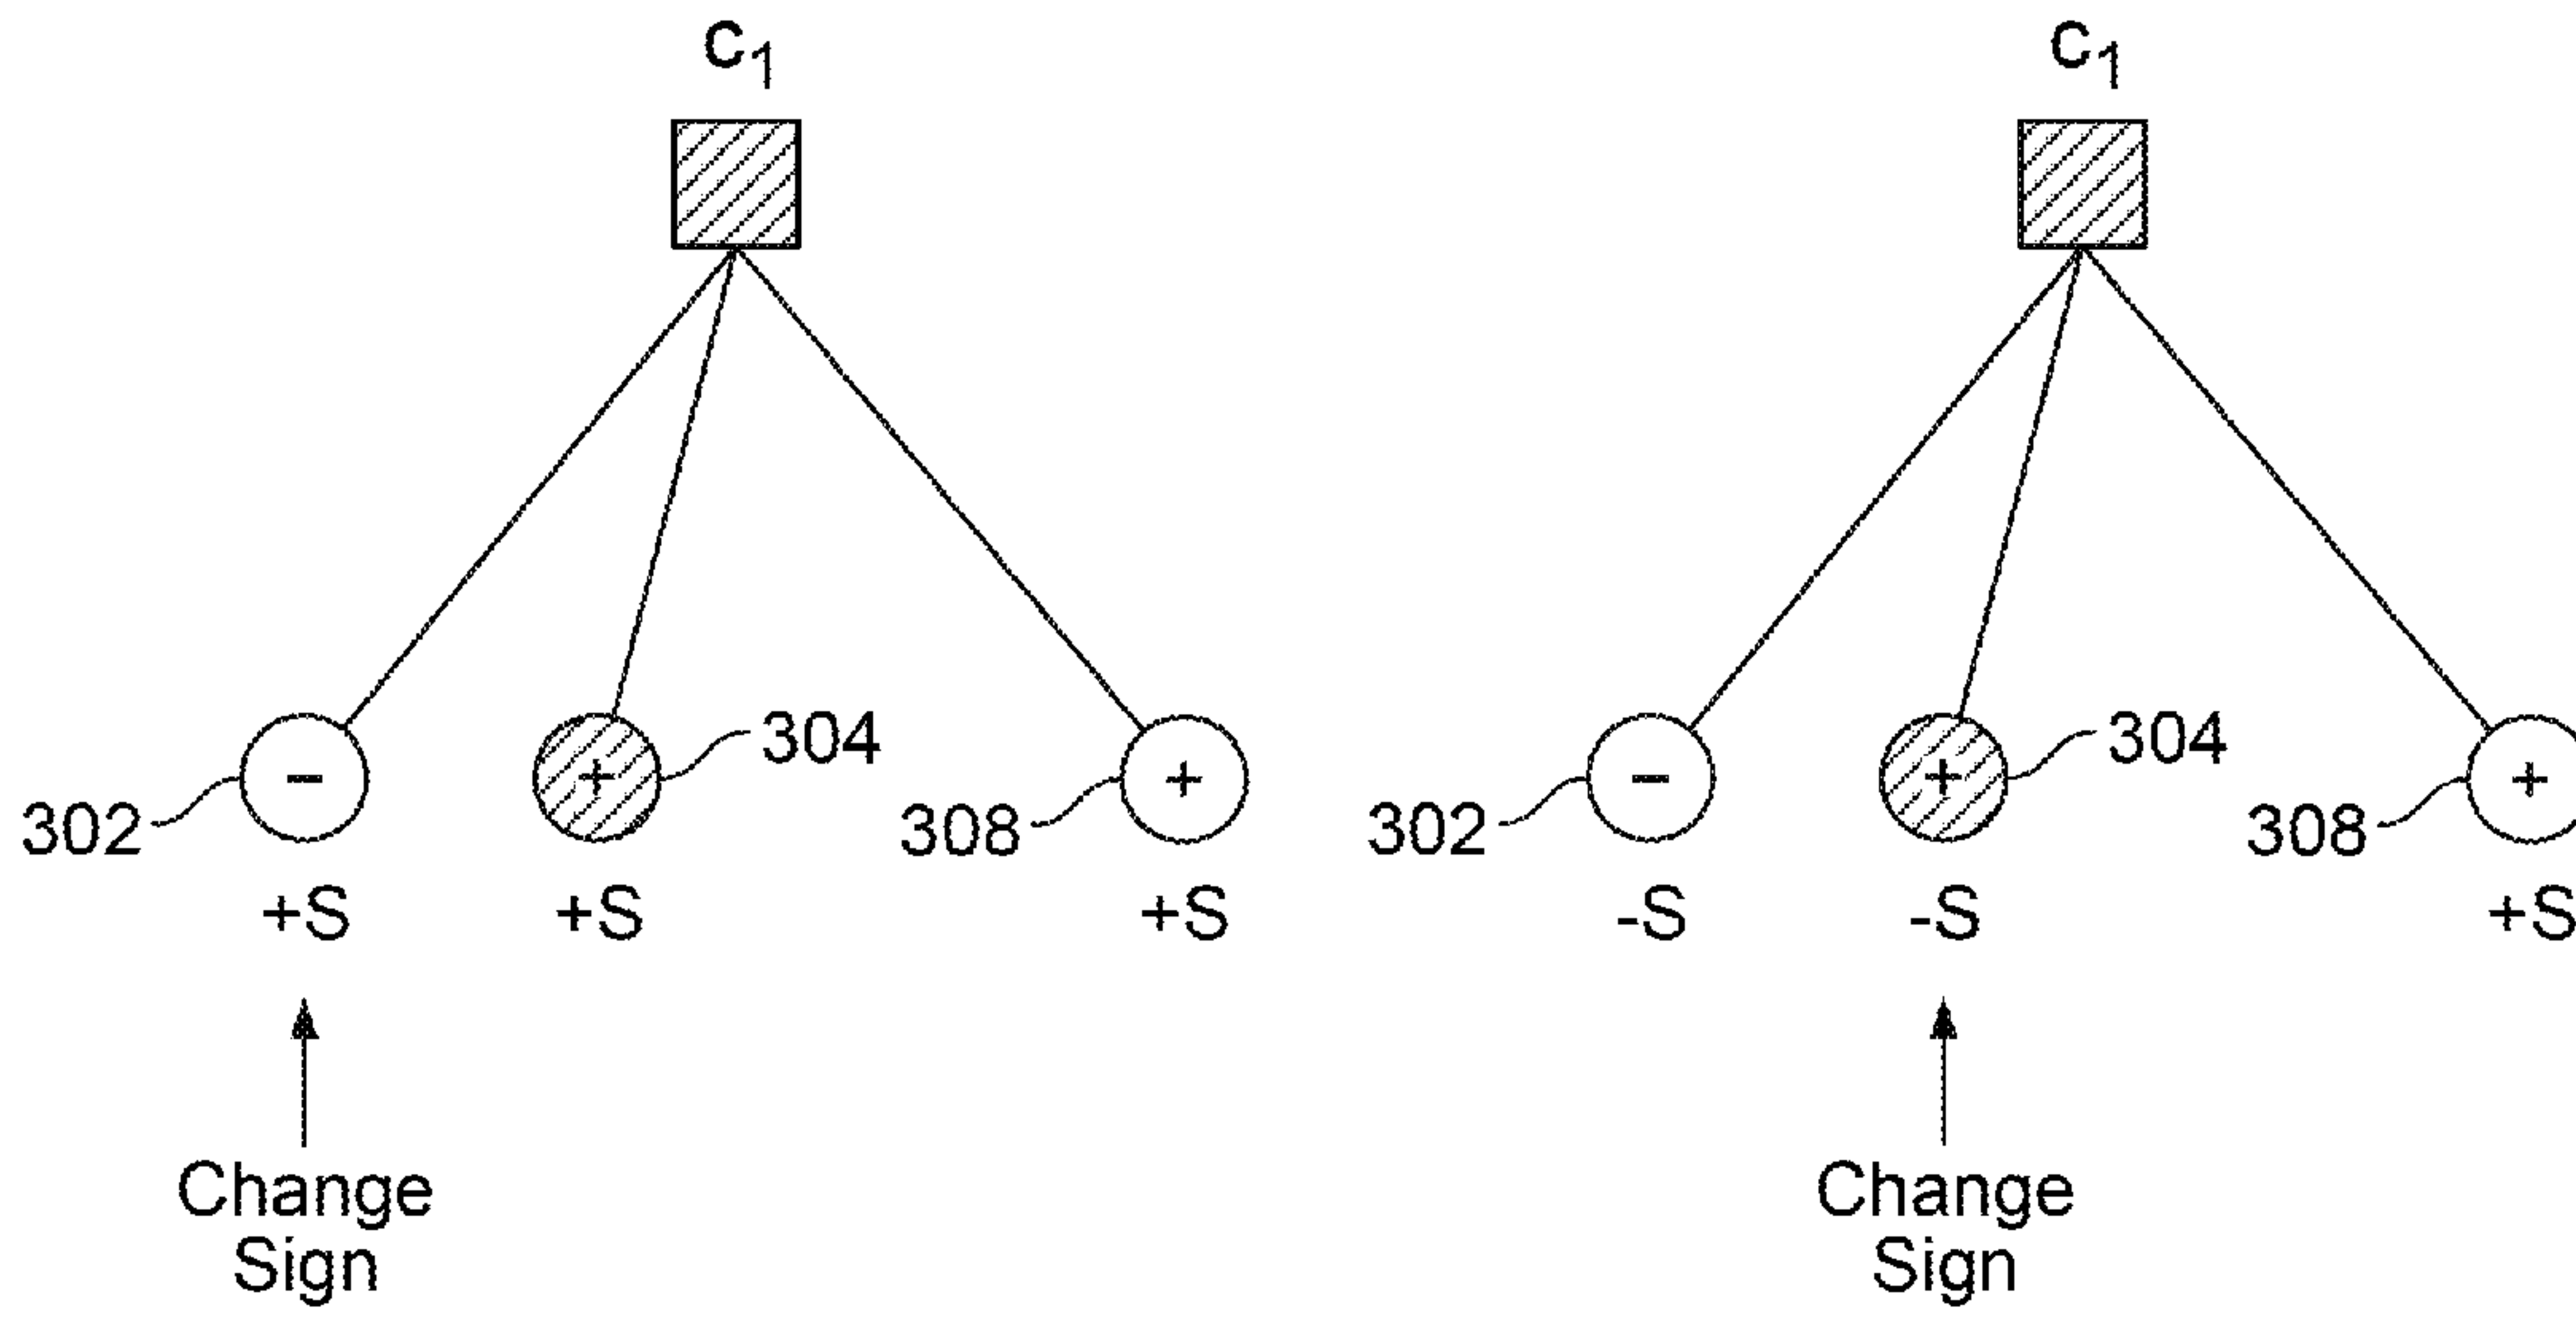 c1 c1
− + 304 + − + 304 +
302 308 302 308
+S +S +S -S -S +S
Change Change
Sign Sign